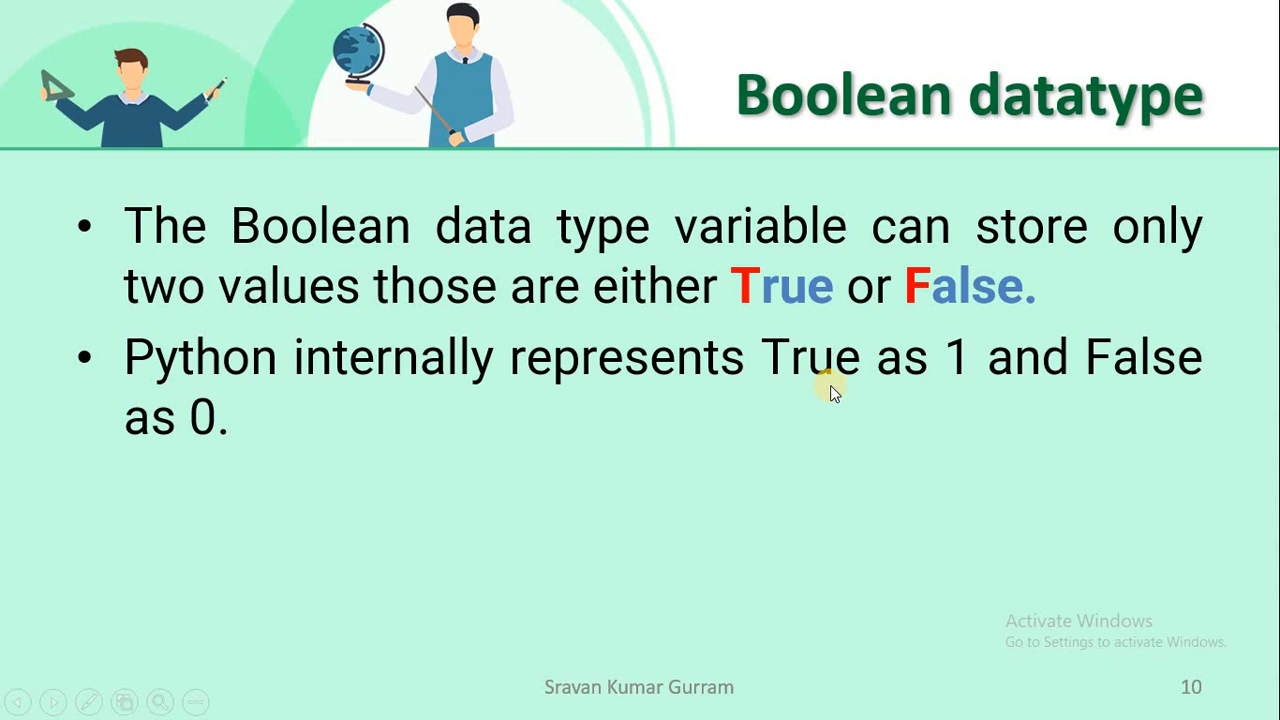 Boolean datatype
• The Boolean data type variable can store only
two values those are either True or False.
• Python internally represents True as 1 and False
as 0.
Activate Windows
Go to Settings to activate Windows.
Sravan Kumar Gurram
10